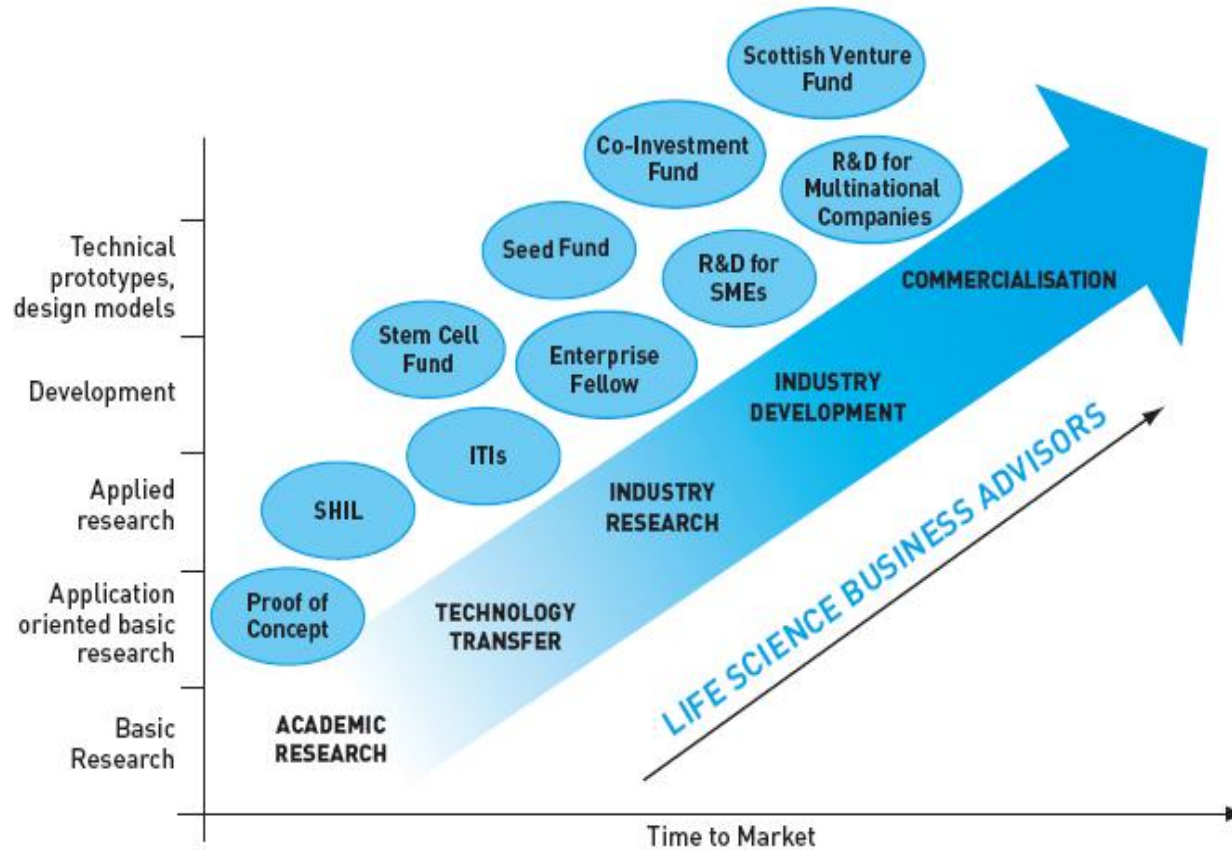 Scottish Venture
Fund
Co-Investment
Fund
R&D for
Multinational
Companies
Seed Fund
R&D for
SMEs
Stem Cell
Fund
Enterprise
Fellow
ITIs
SHIL
Proof of
Concept
Technical
prototypes,
design models
Development
Applied
research
Application
oriented basic
research
Basic
Research
COMMERCIALISATION
INDUSTRY
DEVELOPMENT
INDUSTRY
RESEARCH
TECHNOLOGY
TRANSFER
ACADEMIC
RESEARCH
LIFE SCIENCE BUSINESS ADVISORS
Time to Market